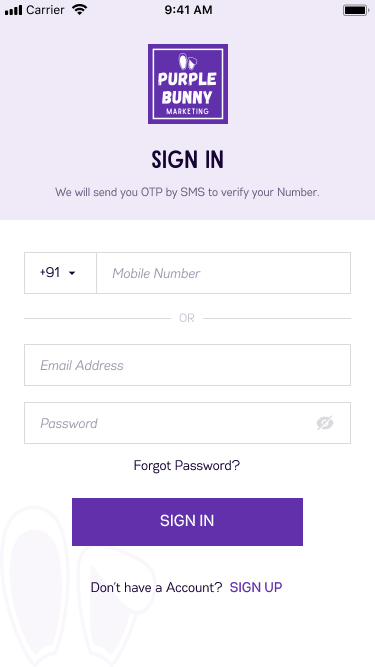 Carrier 9:41 AM
PURPLE
BUNNY
MARKETING
SIGN IN
We will send you OTP by SMS to verify your Number.
+91 Mobile Number
OR
Email Address
Password
Forgot Password?
SIGN IN
Don't have a Account? SIGN UP